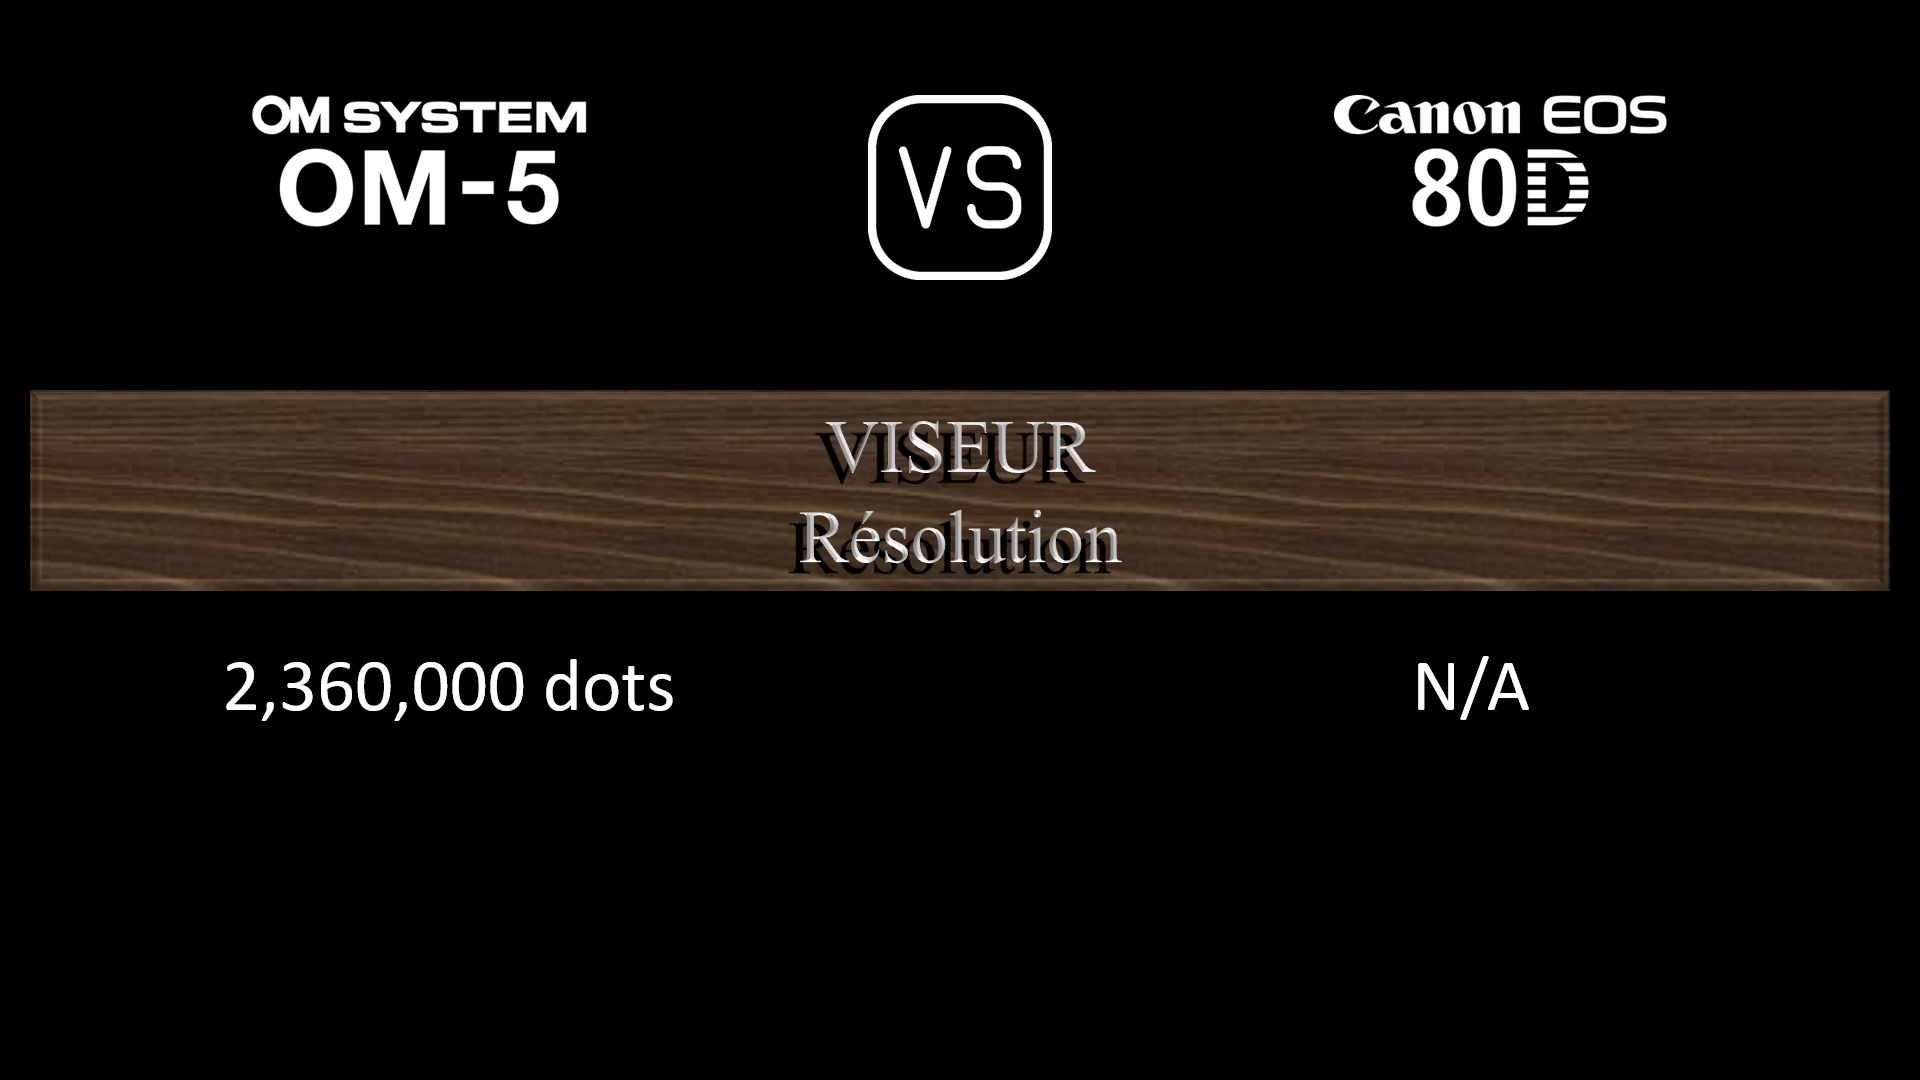 OM SYSTEM
OM-5
VS
Canon EOS
80D
VISEUR
Résolution
2,360,000 dots
N/A